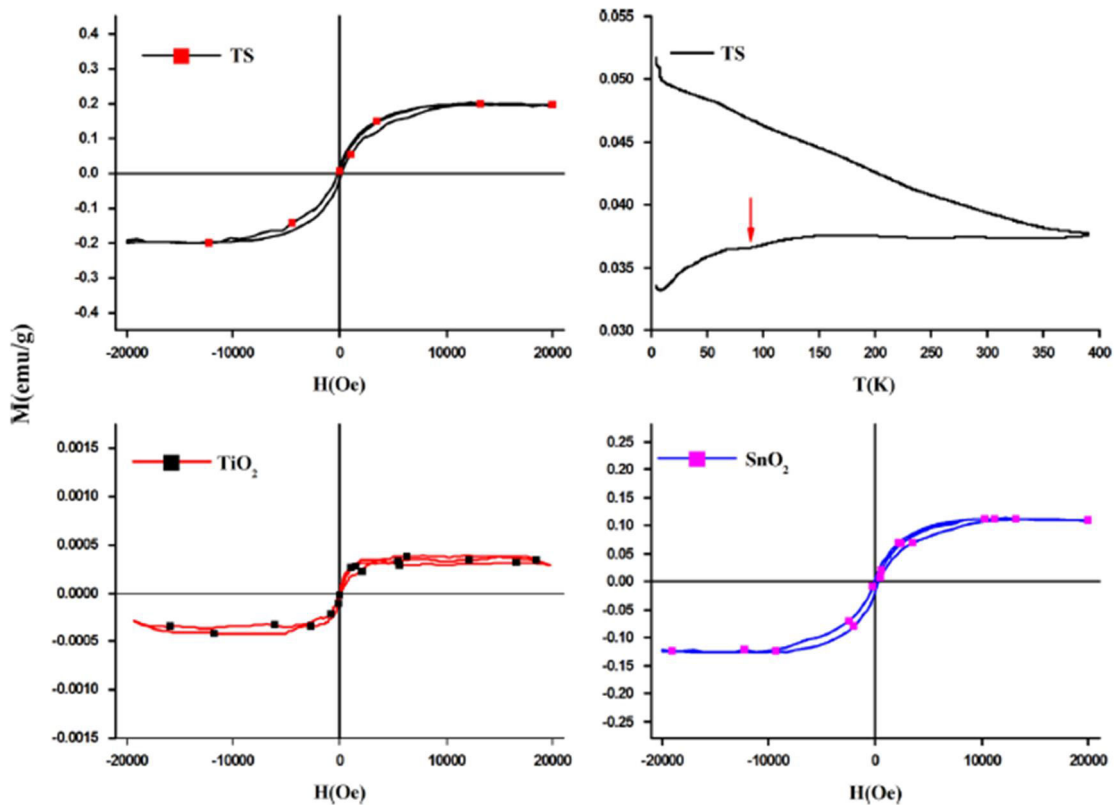 M(emu/g)
TS
0.4
0.3
0.2
0.1
0.0
-0.1
-0.2
-0.3
-0.4
-20000 -10000 0 10000 20000
H(Oe)
TS
0.055
0.050
0.045
0.040
0.035
0.030
0 50 100 150 200 250 300 350 400
T(K)
TiO₂
0.0015
0.0010
0.0005
0.0000
-0.0005
-0.0010
-0.0015
-20000 -10000 0 10000 20000
H(Oe)
SnO₂
0.25
0.20
0.15
0.10
0.05
0.00
-0.05
-0.10
-0.15
-0.20
-0.25
-20000 -10000 0 10000 20000
H(Oe)